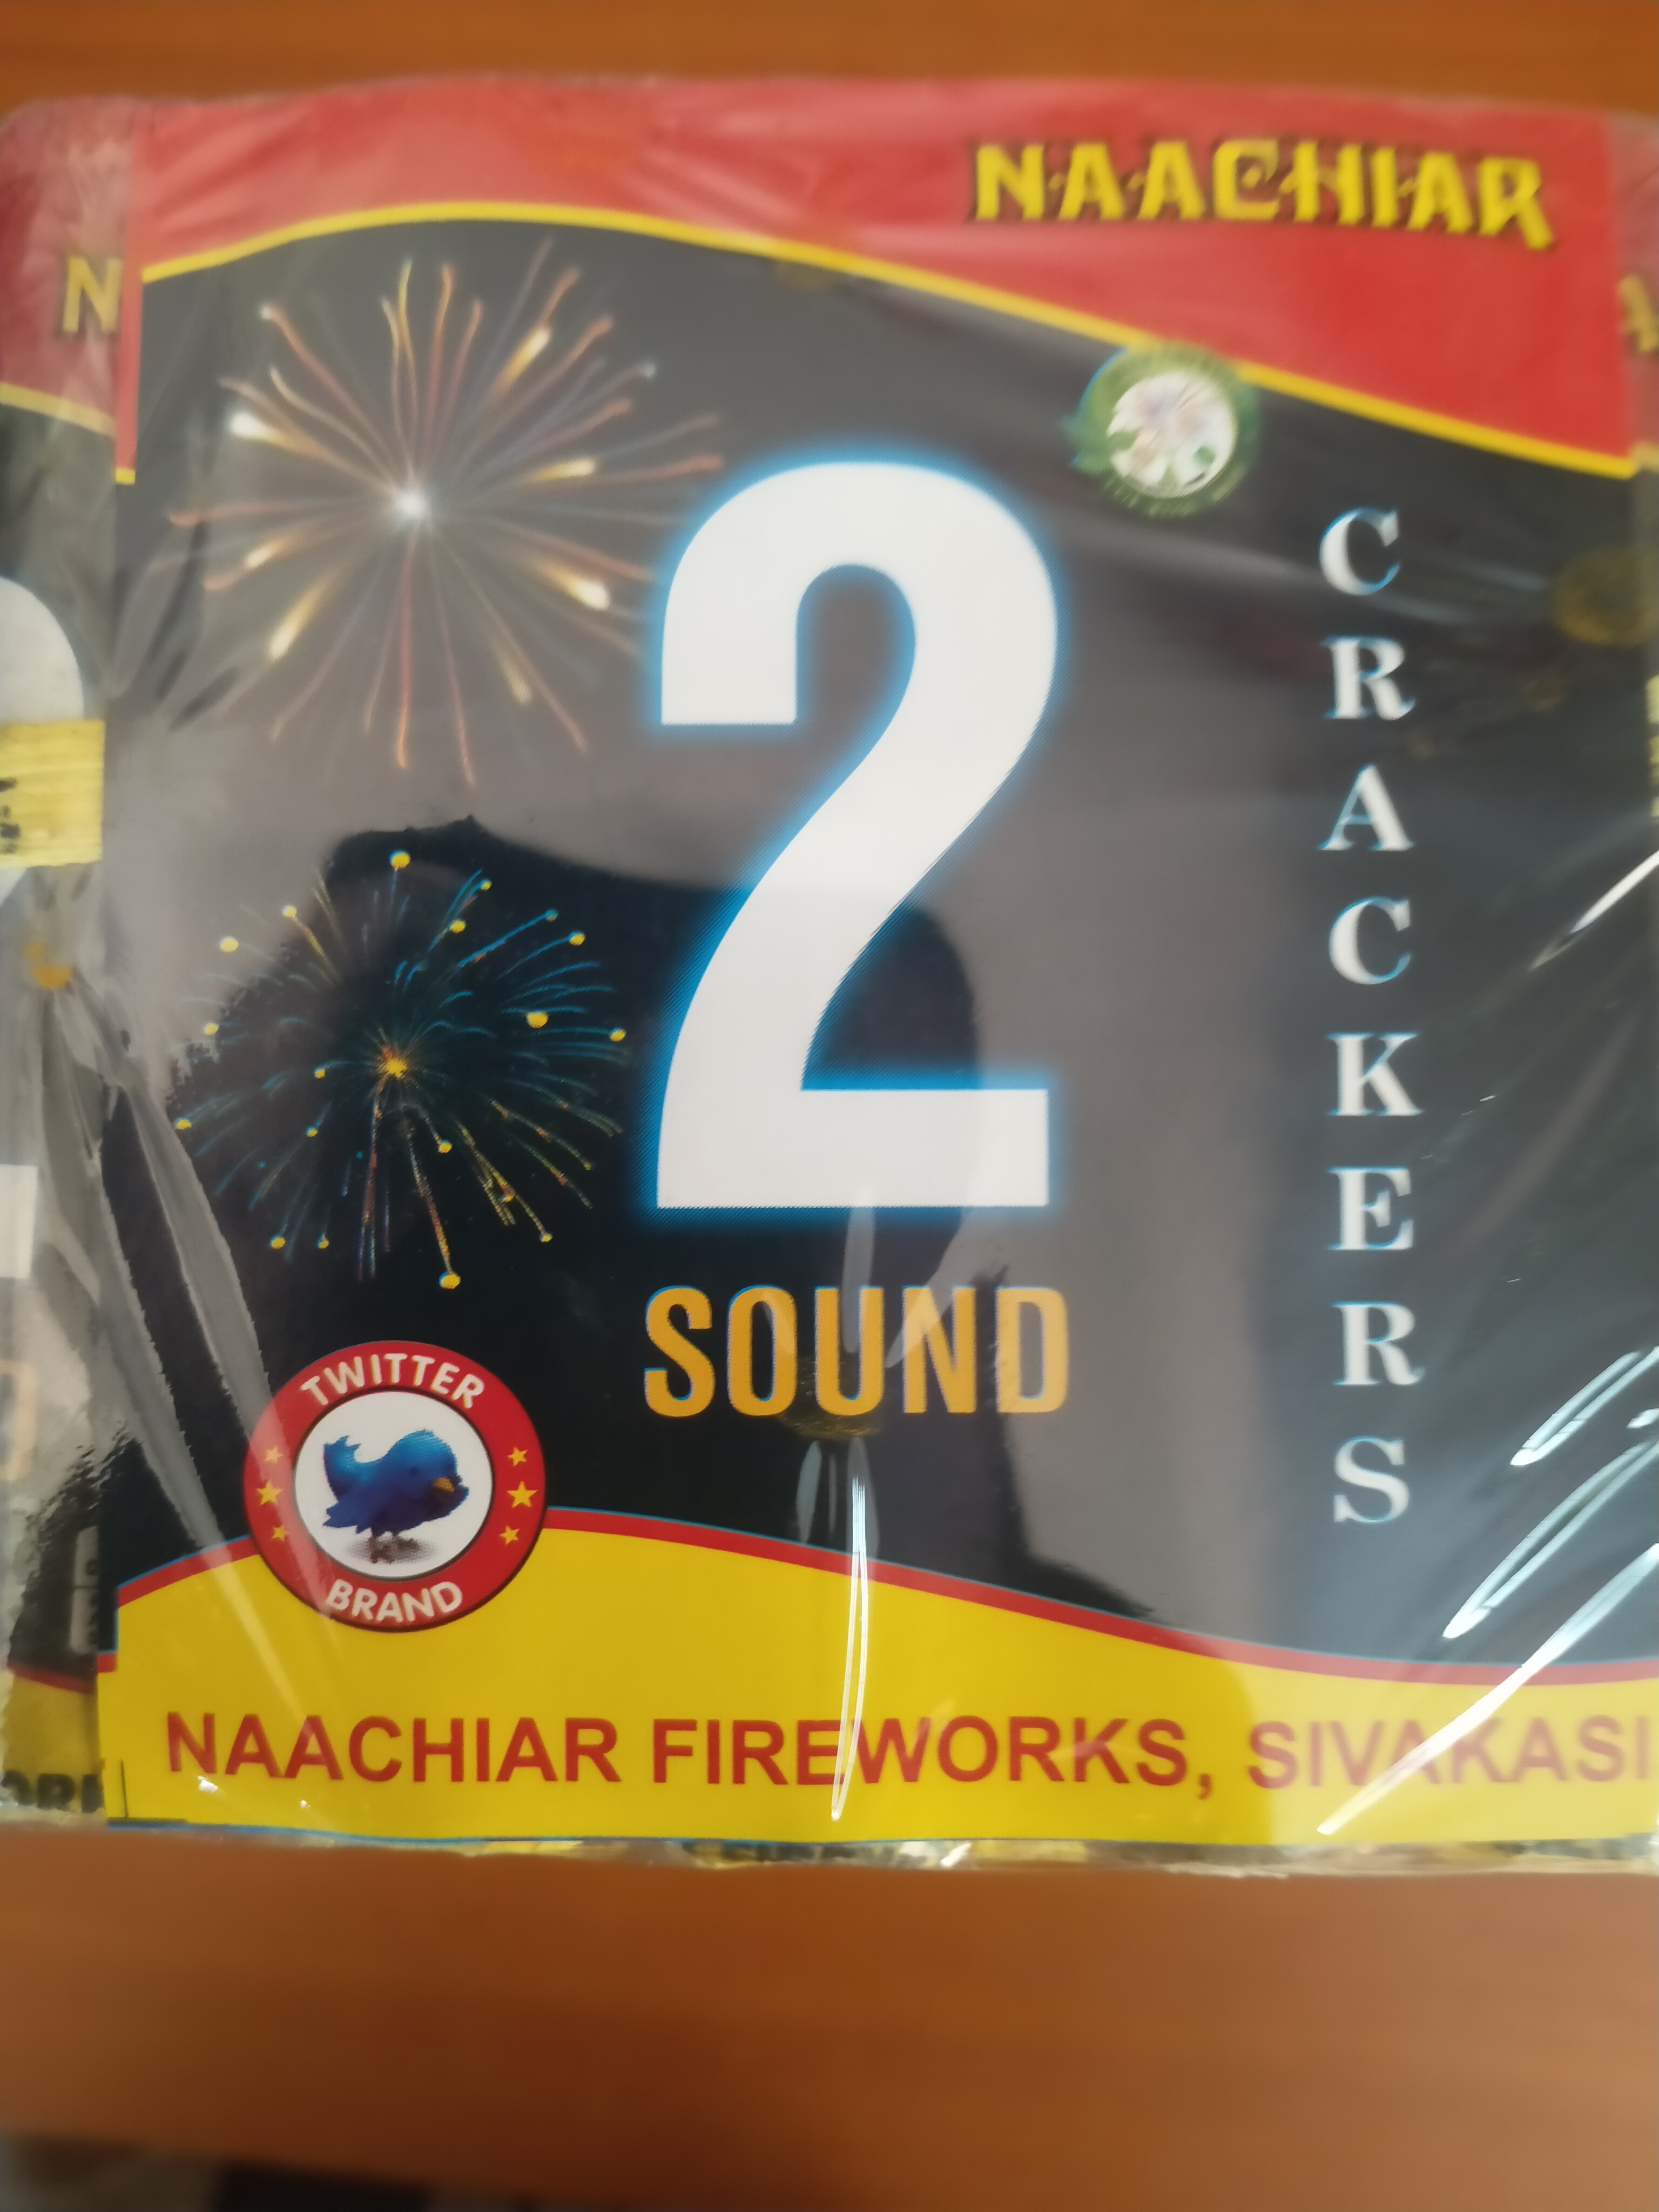 NAACHIAR
2
SOUND
CRACKERS
TWITTER
BRAND
NAACHIAR FIREWORKS, SIVAKASI